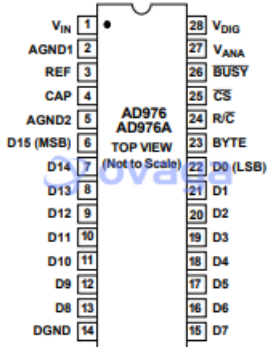 VIN 1 28 VDIG
AGND1 2 27 VANA
REF 3 26 BUSY
CAP 4 25 CS
AGND2 5 24 R/C
D15 (MSB) 6 23 BYTE
D14 7 22 D0 (LSB)
D13 8 21 D1
D12 9 20 D2
D11 10 19 D3
D10 11 18 D4
D9 12 17 D5
D8 13 16 D6
DGND 14 15 D7
AD976
AD976A
TOP VIEW
(Not to Scale)
ovaga